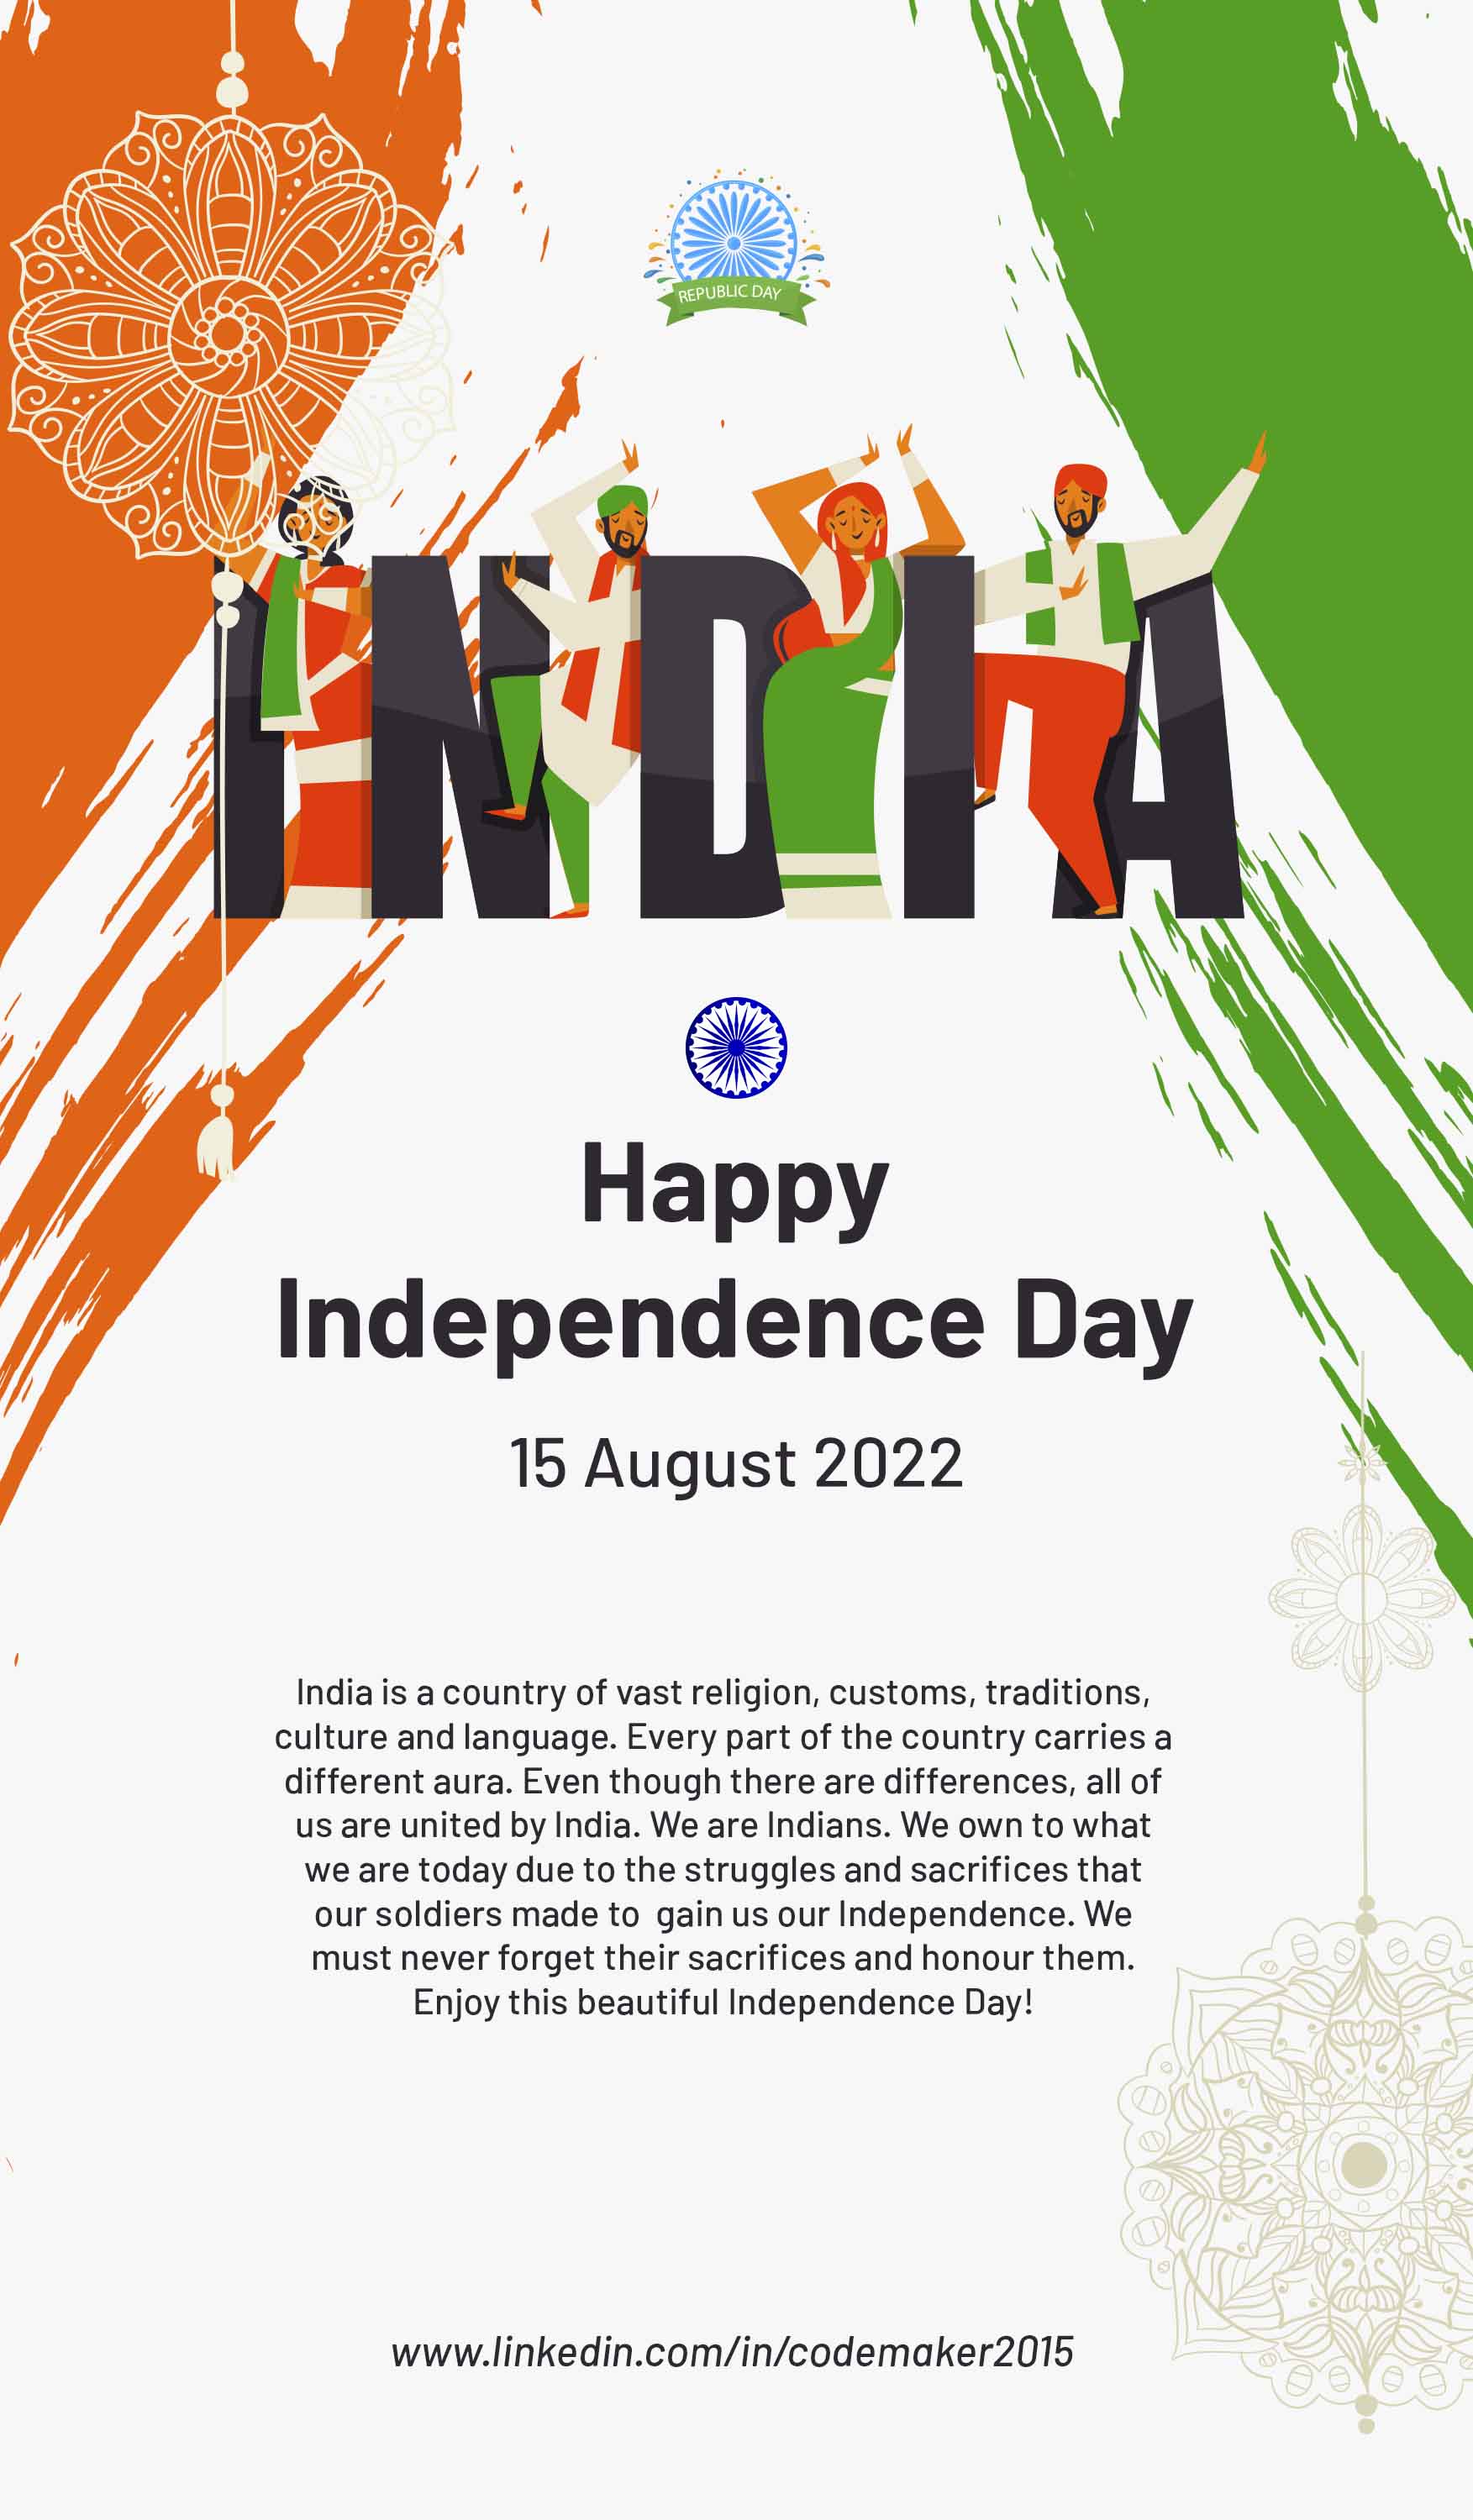 REPUBLIC DAY
INDIA
Happy
Independence Day
15 August 2022
India is a country of vast religion, customs, traditions,
culture and language. Every part of the country carries a
different aura. Even though there are differences, all of
us are united by India. We are Indians. We own to what
we are today due to the struggles and sacrifices that
our soldiers made to  gain us our Independence. We
must never forget their sacrifices and honour them.
Enjoy this beautiful Independence Day!
www.linkedin.com/in/codemaker2015